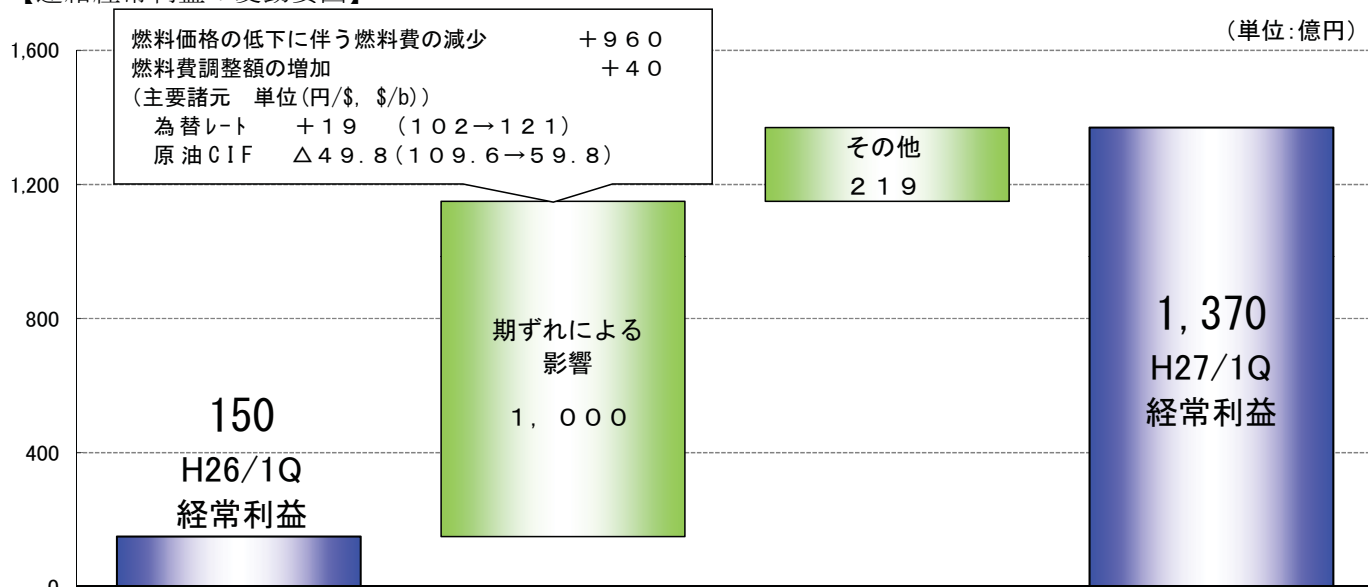 (単位:億円)
燃料価格の低下に伴う燃料費の減少 +960
燃料費調整額の増加 +40
(主要諸元 単位(円/$, $/b))
為替レート +19 (102→121)
原油CIF △49.8(109.6→59.8)
1,600
1,200
800
400
0
150
H26/1Q
経常利益
期ずれによる
影響
1,000
その他
219
1,370
H27/1Q
経常利益